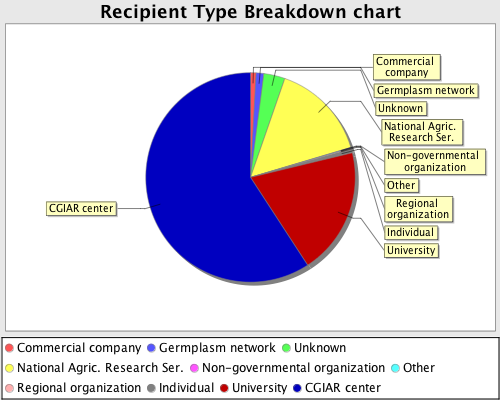 Recipient Type Breakdown chart
Commercial
company
Germplasm network
Unknown
National Agric.
Research Ser.
Non-governmental
organization
Other
Regional
organization
Individual
University
CGIAR center
Commercial company Germplasm network Unknown
National Agric. Research Ser. Non-governmental organization Other
Regional organization Individual University CGIAR center